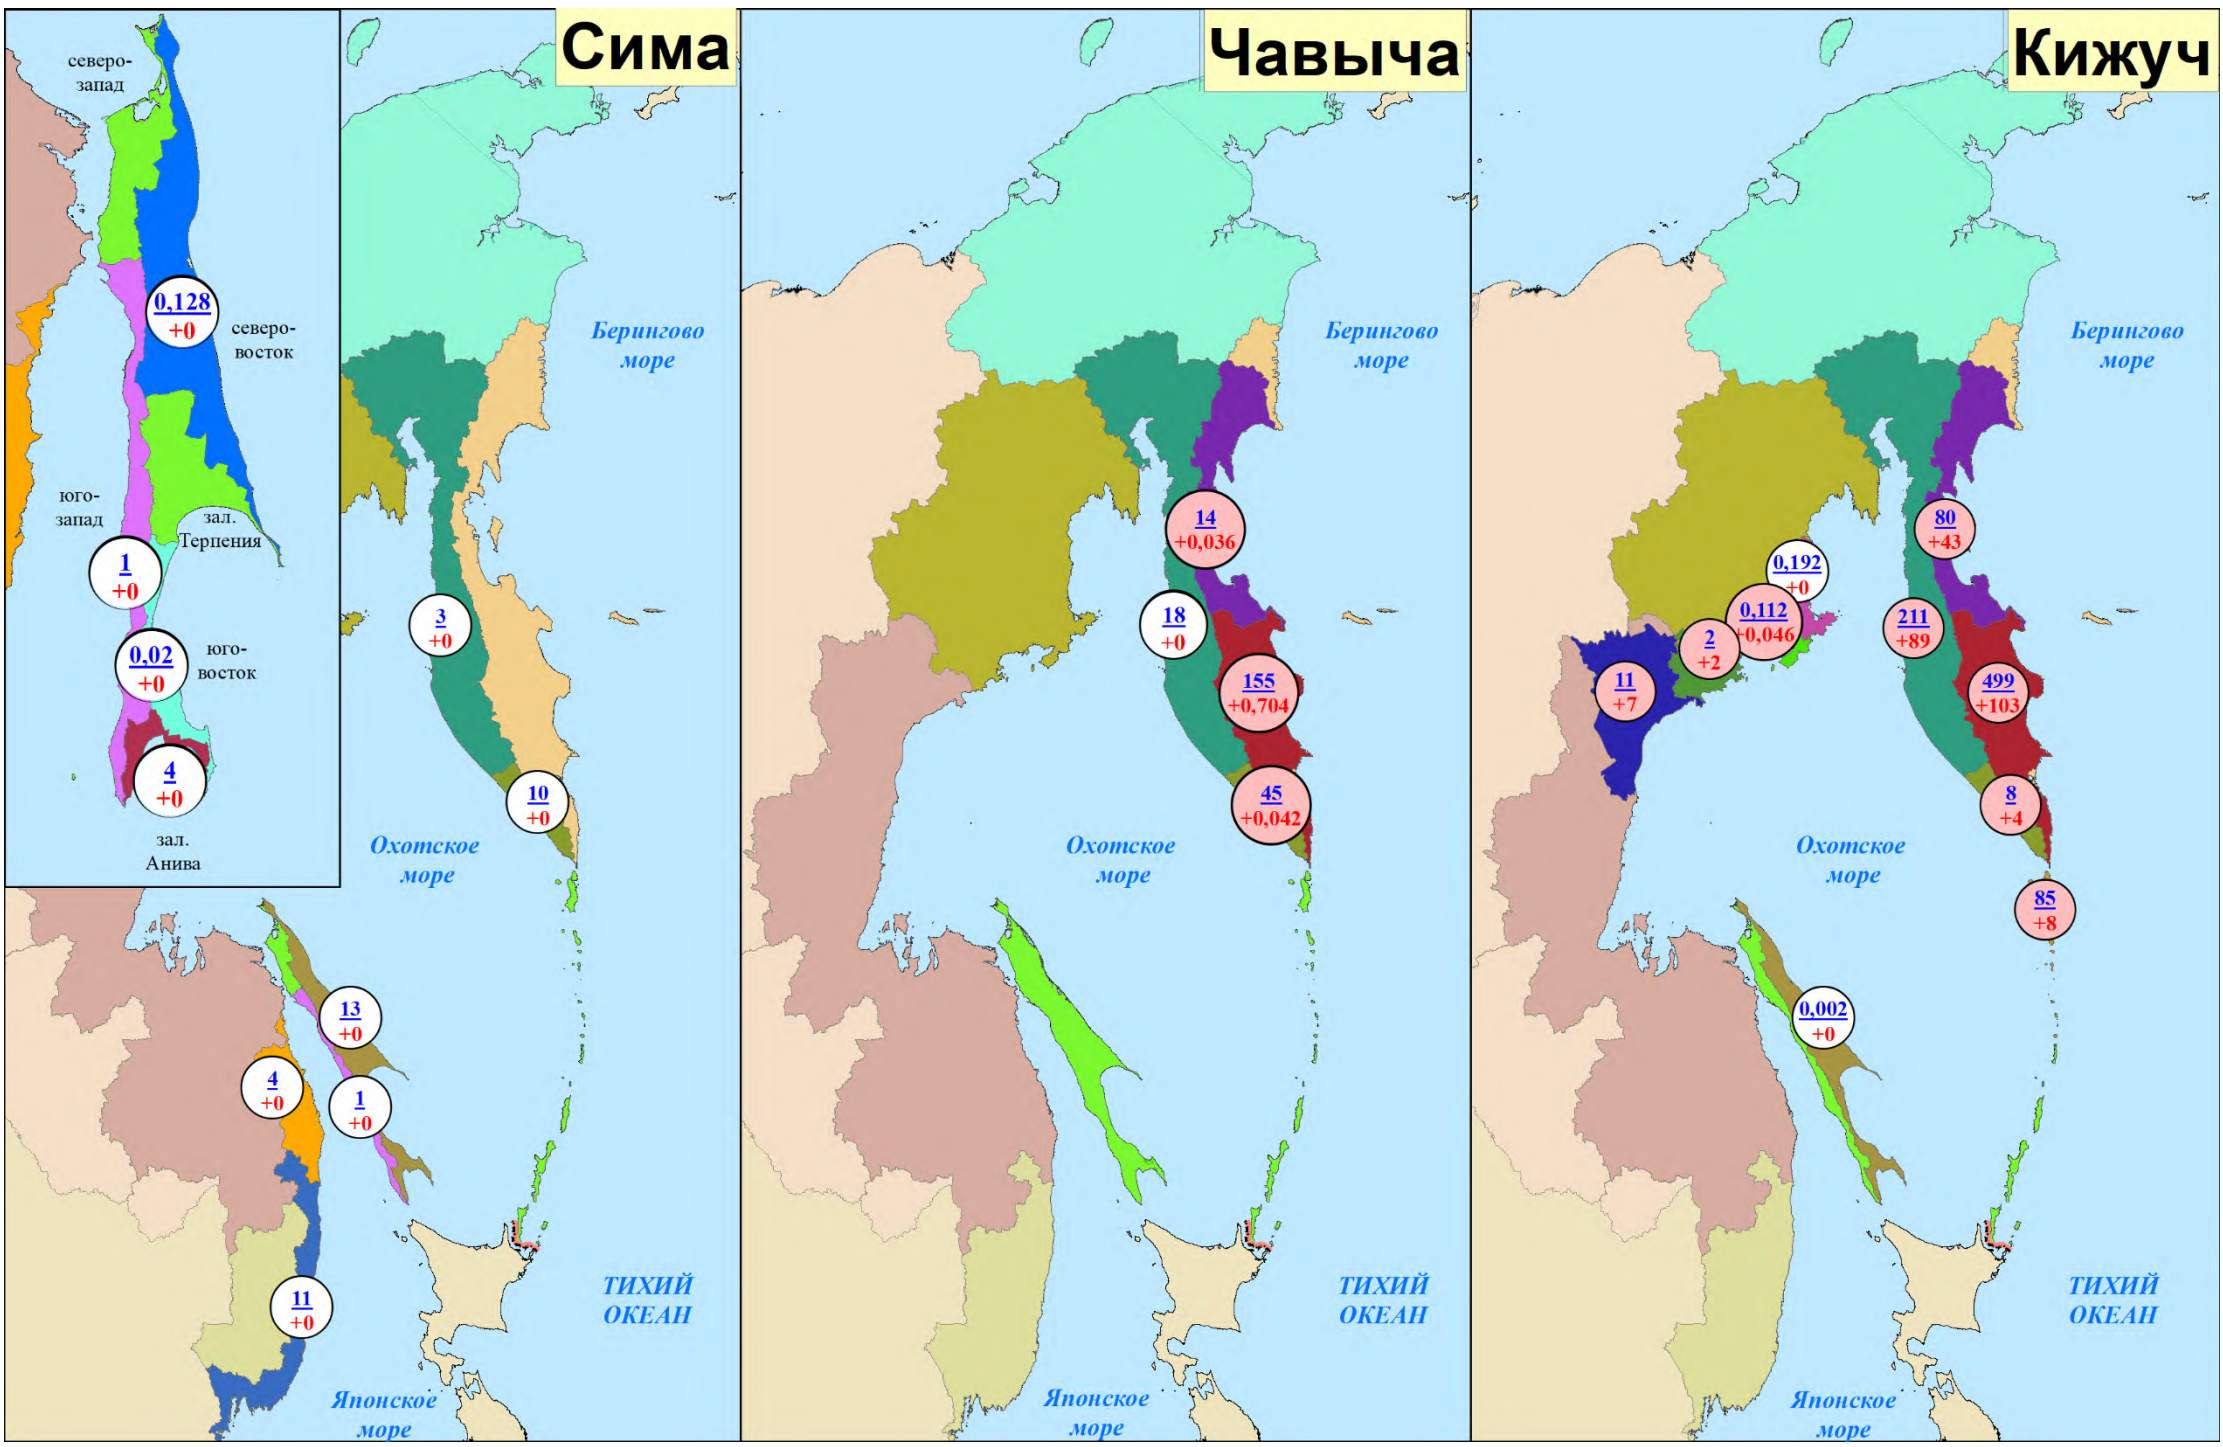 Сима
северо-
запад
0,128
+0
северо-
восток
юго-
запад
зал.
Терпения
1
+0
0,02
+0
юго-
восток
4
+0
зал.
Анива
Берингово
море
3
+0
10
+0
Охотское
море
13
+0
4
+0
1
+0
11
+0
ТИХИЙ
ОКЕАН
Японское
море
Чавыча
Берингово
море
14
+0,036
18
+0
155
+0,704
45
+0,042
Охотское
море
ТИХИЙ
ОКЕАН
Японское
море
Кижуч
Берингово
море
80
+43
0,192
+0
0,112
+0,046
2
+2
211
+89
11
+7
499
+103
8
+4
Охотское
море
85
+8
0,002
+0
ТИХИЙ
ОКЕАН
Японское
море